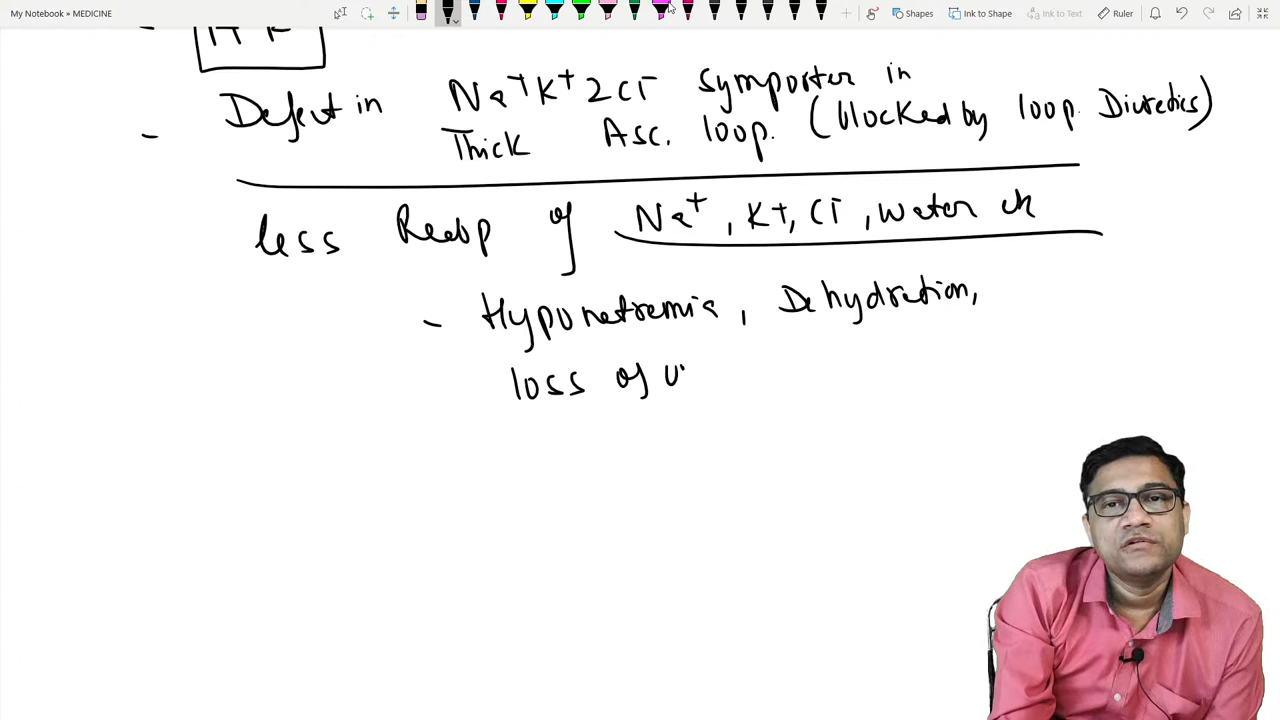 My Notebook » MEDICINE
Shapes
Ink to Shape
Ink to Text
Ruler
- Defect in Na+K+2Cl- symporter in
Thick Asc. loop. (blocked by loop Diuretics)
less Reabp of Na+, K+, Cl-, water
- Hyponatremia, Dehydration,
loss of